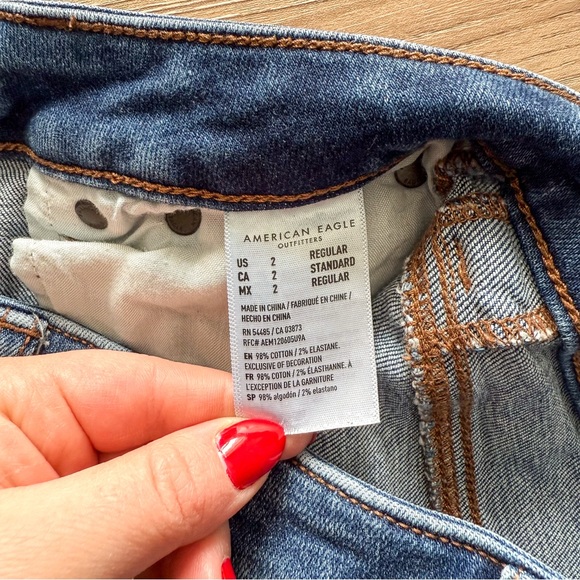 AMERICAN EAGLE
OUTFITTERS
US 2 REGULAR
CA 2 STANDARD
MX 2 REGULAR
MADE IN CHINA / FABRIQUÉ EN CHINE /
HECHO EN CHINA
RN 54485 / CA 03873
RFC# AEM120605U9A
EN 98% COTTON / 2% ELASTANE.
EXCLUSIVE OF DECORATION
FR 98% COTON / 2% ÉLASTHANNE. À
L'EXCEPTION DE LA GARNITURE
SP 98% algodón / 2% elastano